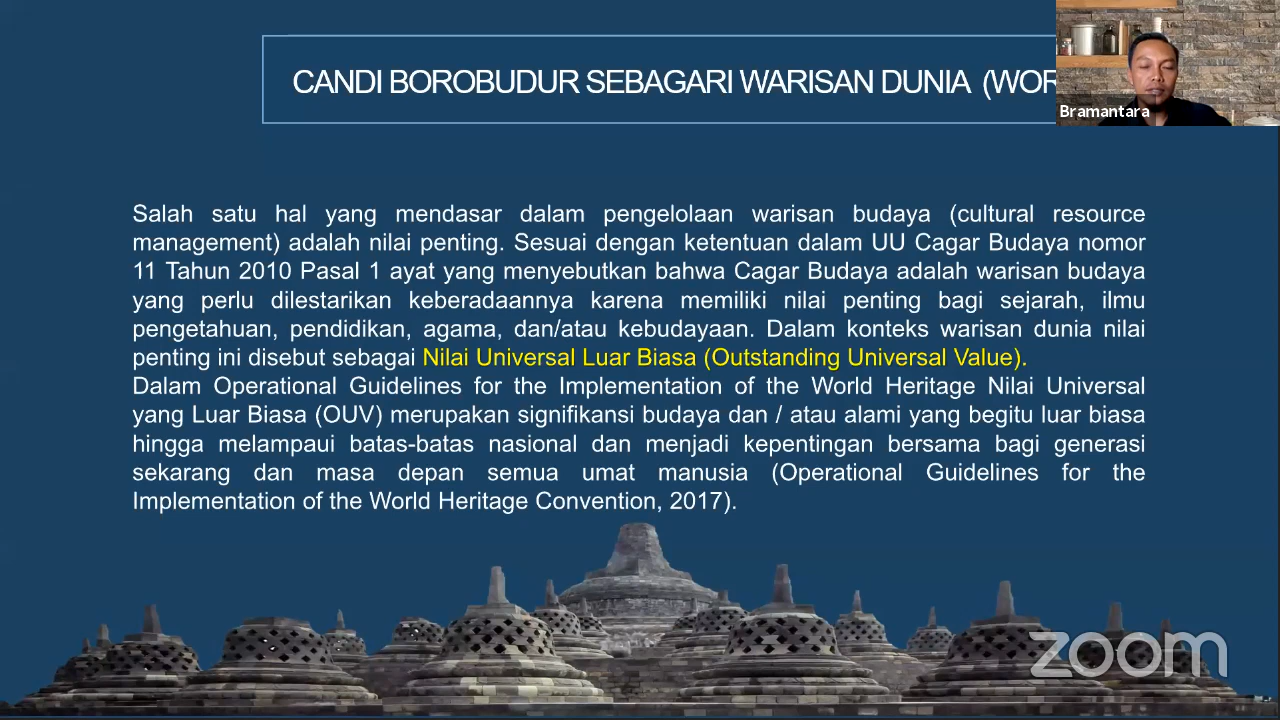 CANDI BOROBUDUR SEBAGARI WARISAN DUNIA (WOR
Bramantara
Salah satu hal yang mendasar dalam pengelolaan warisan budaya (cultural resource
management) adalah nilai penting. Sesuai dengan ketentuan dalam UU Cagar Budaya nomor
11 Tahun 2010 Pasal 1 ayat yang menyebutkan bahwa Cagar Budaya adalah warisan budaya
yang perlu dilestarikan keberadaannya karena memiliki nilai penting bagi sejarah, ilmu
pengetahuan, pendidikan, agama, dan/atau kebudayaan. Dalam konteks warisan dunia nilai
penting ini disebut sebagai Nilai Universal Luar Biasa (Outstanding Universal Value).
Dalam Operational Guidelines for the Implementation of the World Heritage Nilai Universal
yang Luar Biasa (OUV) merupakan signifikansi budaya dan / atau alami yang begitu luar biasa
hingga melampaui batas-batas nasional dan menjadi kepentingan bersama bagi generasi
sekarang dan masa depan semua umat manusia (Operational Guidelines for the
Implementation of the World Heritage Convention, 2017).
zoom